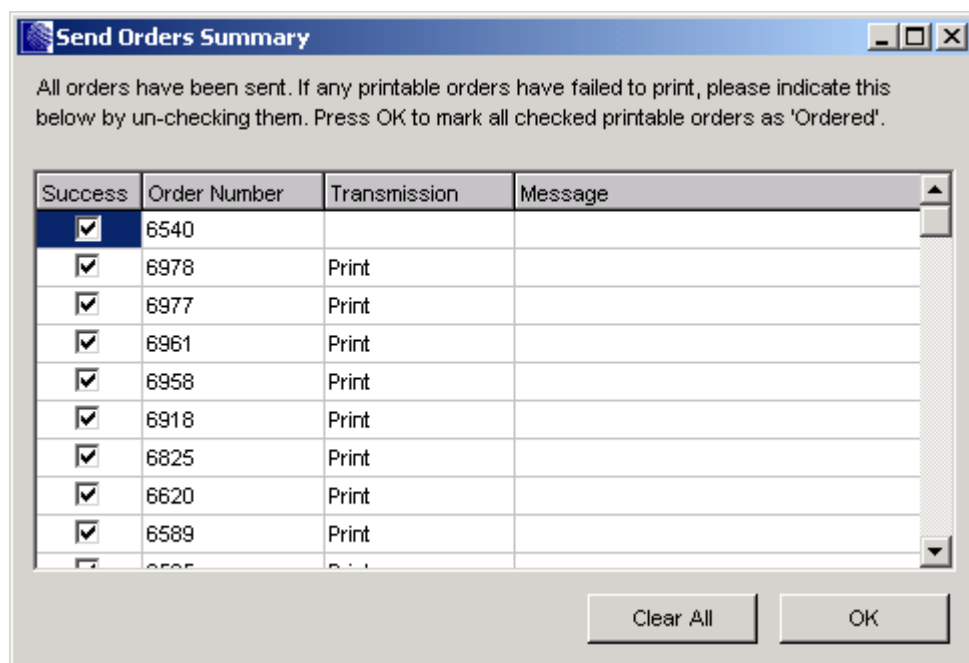 Send Orders Summary
All orders have been sent. If any printable orders have failed to print, please indicate this
below by un-checking them. Press OK to mark all checked printable orders as 'Ordered'.
Success Order Number Transmission Message
6540
6978 Print
6977 Print
6961 Print
6958 Print
6918 Print
6825 Print
6620 Print
6589 Print
Clear All OK